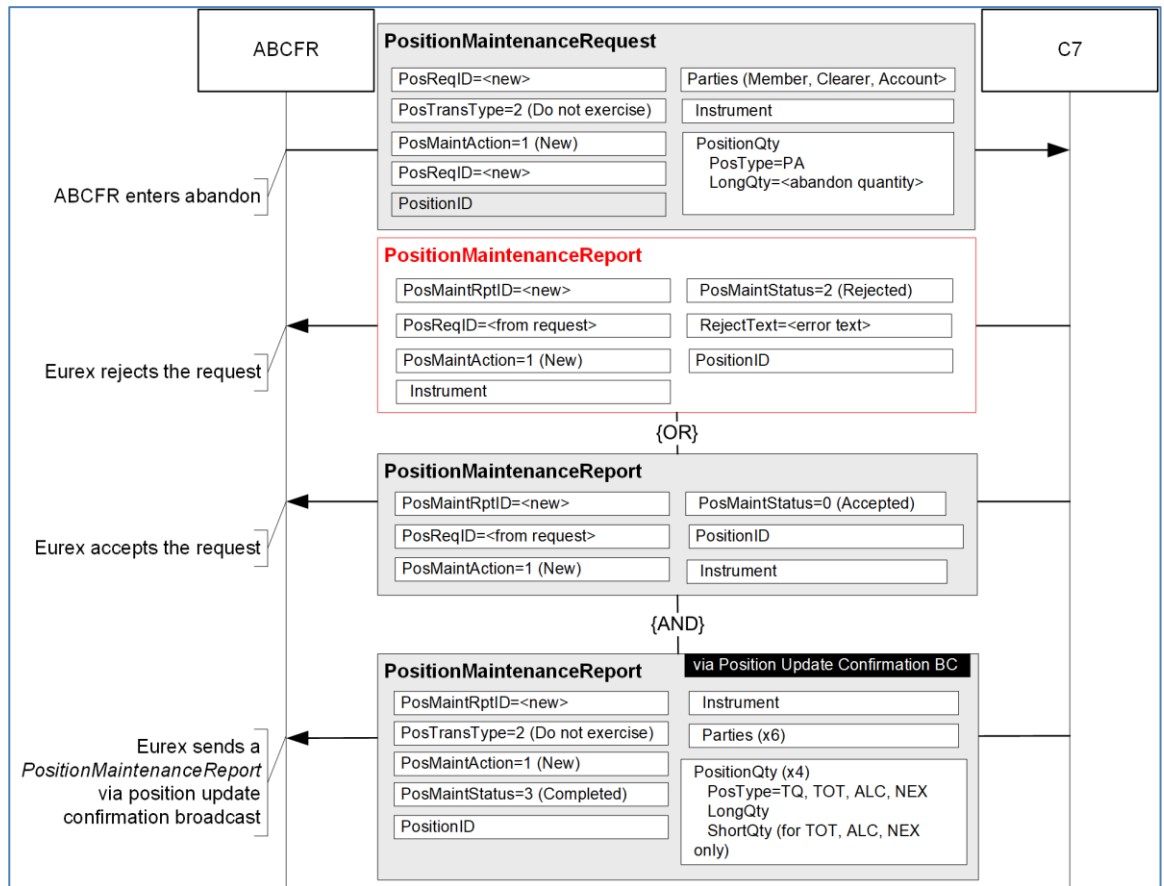 ABCFR
C7
PositionMaintenanceRequest
PosReqID=<new>
Parties (Member, Clearer, Account>
PosTransType=2 (Do not exercise)
Instrument
PosMaintAction=1 (New)
PositionQty
PosType=PA
LongQty=<abandon quantity>
PosReqID=<new>
PositionID
ABCFR enters abandon
PositionMaintenanceReport
PosMaintRptID=<new>
PosMaintStatus=2 (Rejected)
PosReqID=<from request>
RejectText=<error text>
PosMaintAction=1 (New)
PositionID
Instrument
Eurex rejects the request
{OR}
PositionMaintenanceReport
PosMaintRptID=<new>
PosMaintStatus=0 (Accepted)
PosReqID=<from request>
PositionID
PosMaintAction=1 (New)
Instrument
Eurex accepts the request
{AND}
via Position Update Confirmation BC
PositionMaintenanceReport
PosMaintRptID=<new>
Instrument
PosTransType=2 (Do not exercise)
Parties (x6)
PosMaintAction=1 (New)
PosMaintStatus=3 (Completed)
PositionID
PositionQty (x4)
PosType=TQ, TOT, ALC, NEX
LongQty
ShortQty (for TOT, ALC, NEX
only)
Eurex sends a
PositionMaintenanceReport
via position update
confirmation broadcast